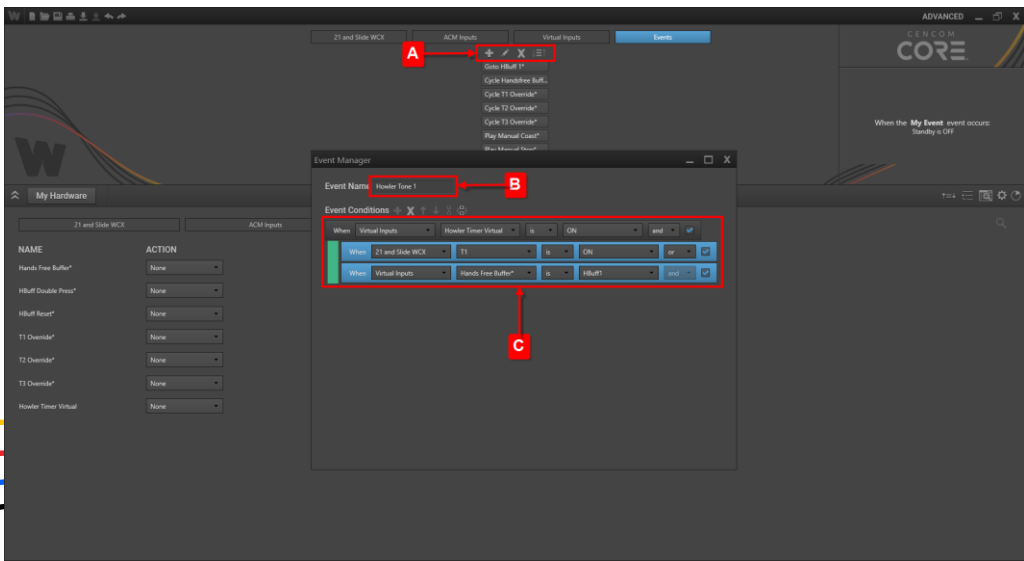 W ADVANCED X
21 and Slide WCX ACM Inputs Virtual Inputs Events
CENCOM
CORE
A
Goto HBuff 1*
Cycle Handsfree Buff...
Cycle T1 Override*
Cycle T2 Override*
Cycle T3 Override*
Play Manual Coast*
Play Manual Stop*
When the My Event event occurs:
Standby is OFF
W
Event Manager X
Event Name Howler Tone 1 B
My Hardware
Event Conditions
When Virtual Inputs Howler Timer Virtual is ON and
When 21 and Slide WCX T1 is ON or
When Virtual Inputs Hands Free Buffer* is HBuff1 and
C
21 and Slide WCX ACM Inputs
NAME ACTION
Hands Free Buffer* None
HBuff Double Press* None
HBuff Reset* None
T1 Override* None
T2 Override* None
T3 Override* None
Howler Timer Virtual None